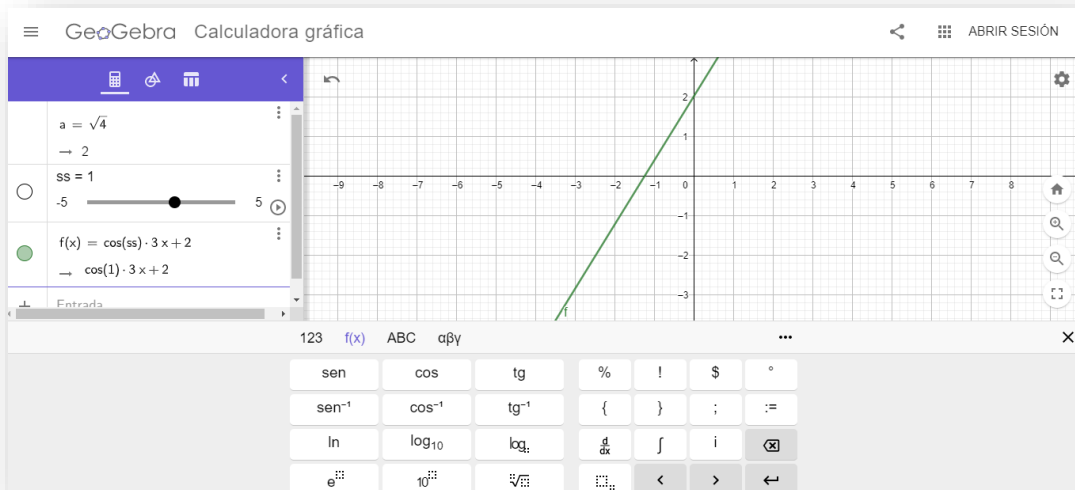 GeoGebra Calculadora gráfica ABRIR SESIÓN
a = √4
→ 2
ss = 1
-5 5
f(x) = cos(ss) · 3 x + 2
→ cos(1) · 3 x + 2
+ Entrada
2
1
−9 −8 −7 −6 −5 −4 −3 −2 −1 0 1 2 3 4 5 6 7 8
−1
−2
−3
f
123 f(x) ABC αβγ
sen cos tg % ! $ °
sen⁻¹ cos⁻¹ tg⁻¹ { } ; :=
ln log₁₀ log d/dx ∫ i
e 10 √